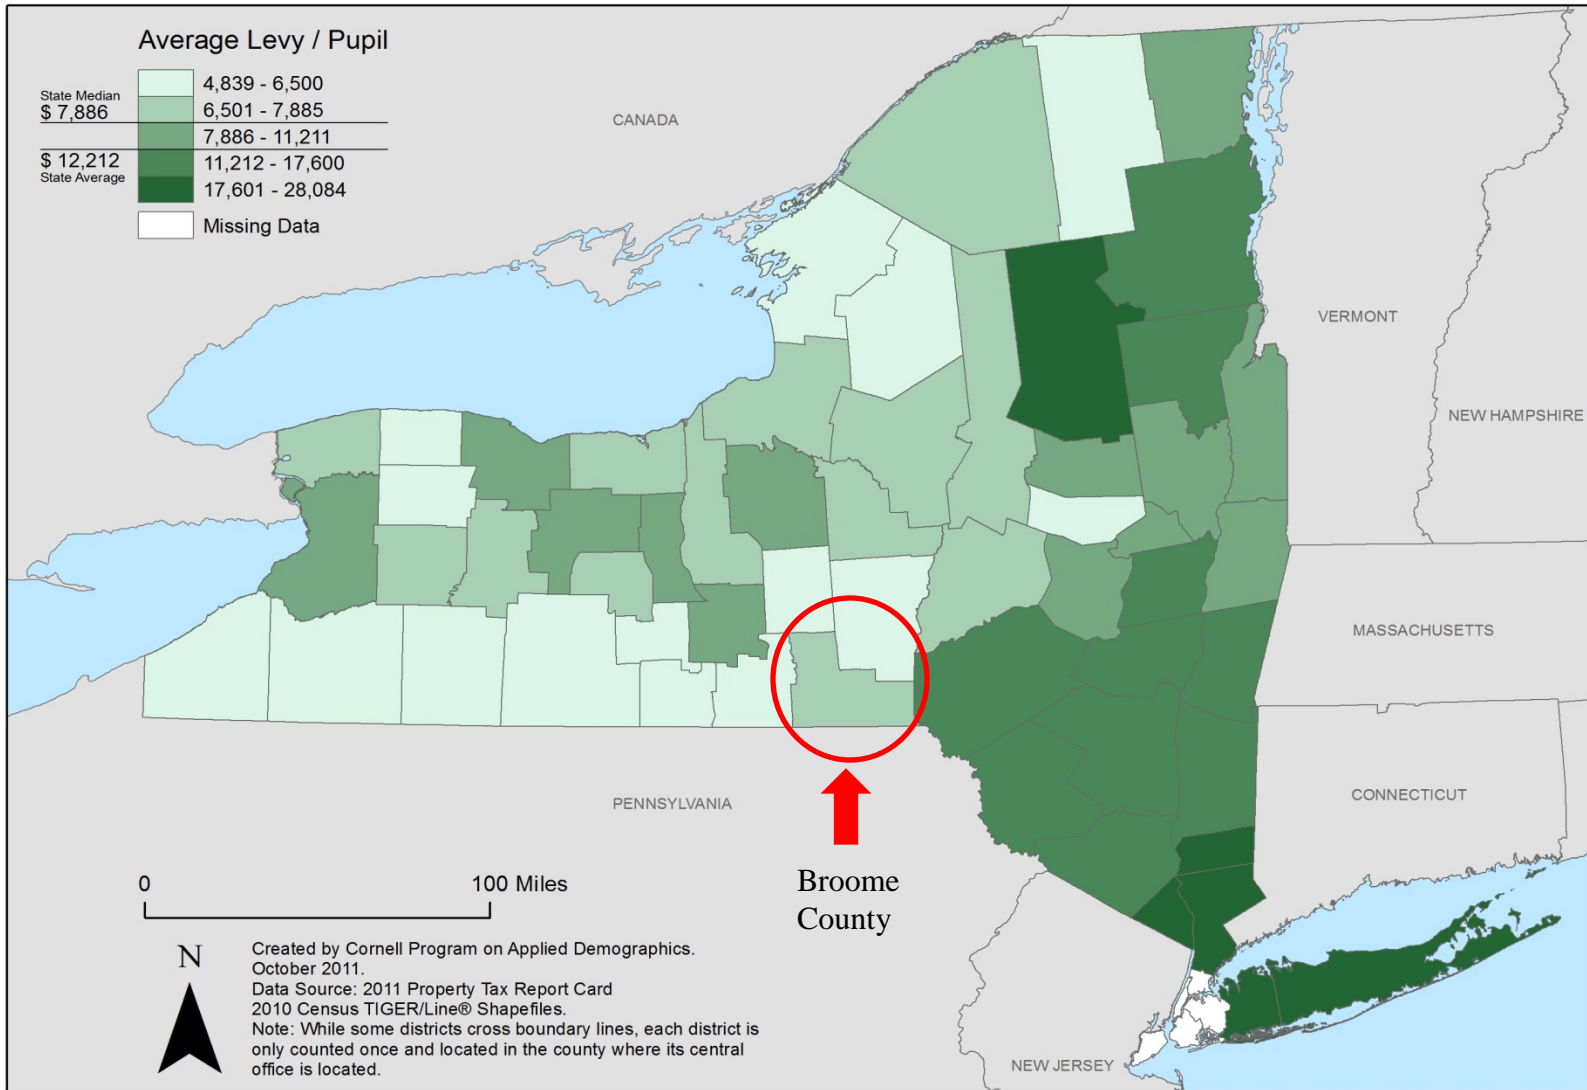 Average Levy / Pupil
4,839 - 6,500
State Median
$ 7,886
6,501 - 7,885
7,886 - 11,211
$ 12,212
State Average
11,212 - 17,600
17,601 - 28,084
Missing Data
CANADA
VERMONT
NEW HAMPSHIRE
MASSACHUSETTS
CONNECTICUT
PENNSYLVANIA
NEW JERSEY
Broome
County
0 100 Miles
N
Created by Cornell Program on Applied Demographics.
October 2011.
Data Source: 2011 Property Tax Report Card
2010 Census TIGER/Line® Shapefiles.
Note: While some districts cross boundary lines, each district is
only counted once and located in the county where its central
office is located.